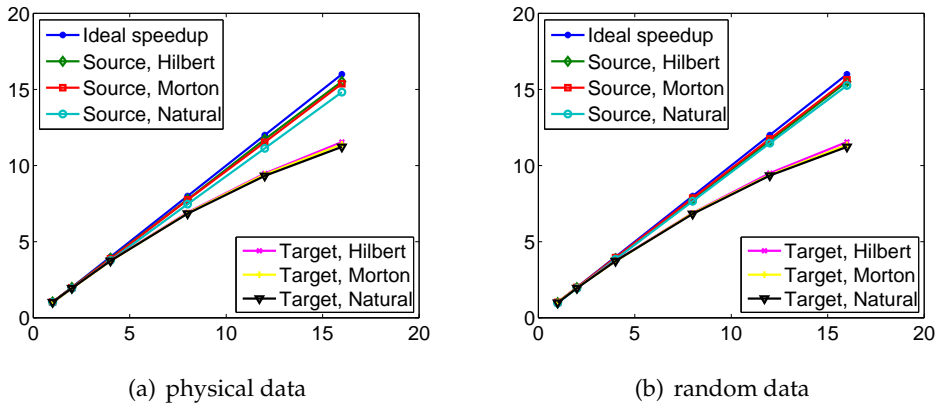 20
15
10
5
0
Ideal speedup
Source, Hilbert
Source, Morton
Source, Natural
Target, Hilbert
Target, Morton
Target, Natural
0 5 10 15 20
(a) physical data
20
15
10
5
0
Ideal speedup
Source, Hilbert
Source, Morton
Source, Natural
Target, Hilbert
Target, Morton
Target, Natural
0 5 10 15 20
(b) random data